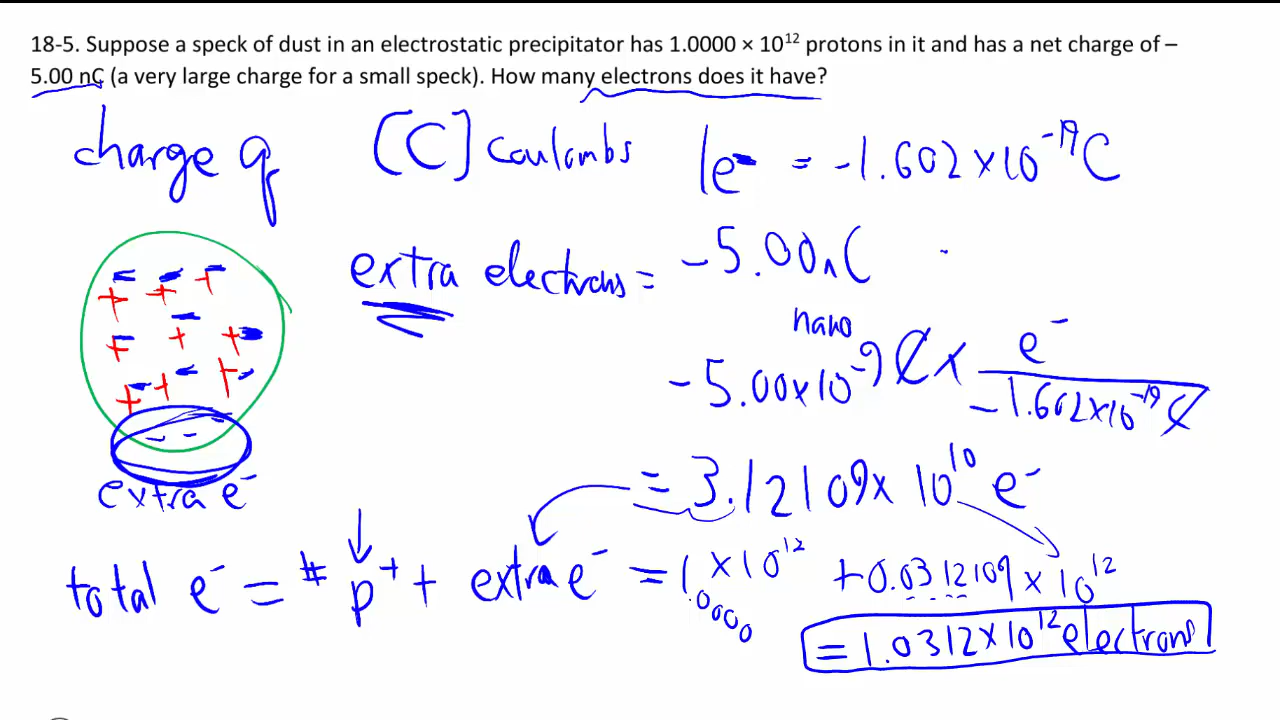 18-5. Suppose a speck of dust in an electrostatic precipitator has 1.0000 × 10¹² protons in it and has a net charge of –
5.00 nC (a very large charge for a small speck). How many electrons does it have?
charge q [C] coulombs 1e⁻ = -1.602×10⁻¹⁹C
extra electrons = -5.00nC
nano
-5.00×10⁻⁹ C × e⁻ / -1.602×10⁻¹⁹ C
= 3.12109×10¹⁰ e⁻
extra e⁻
total e⁻ = # p⁺ + extra e⁻ = 1.0000 ×10¹² + 0.0312109 × 10¹²
= 1.0312×10¹² electrons